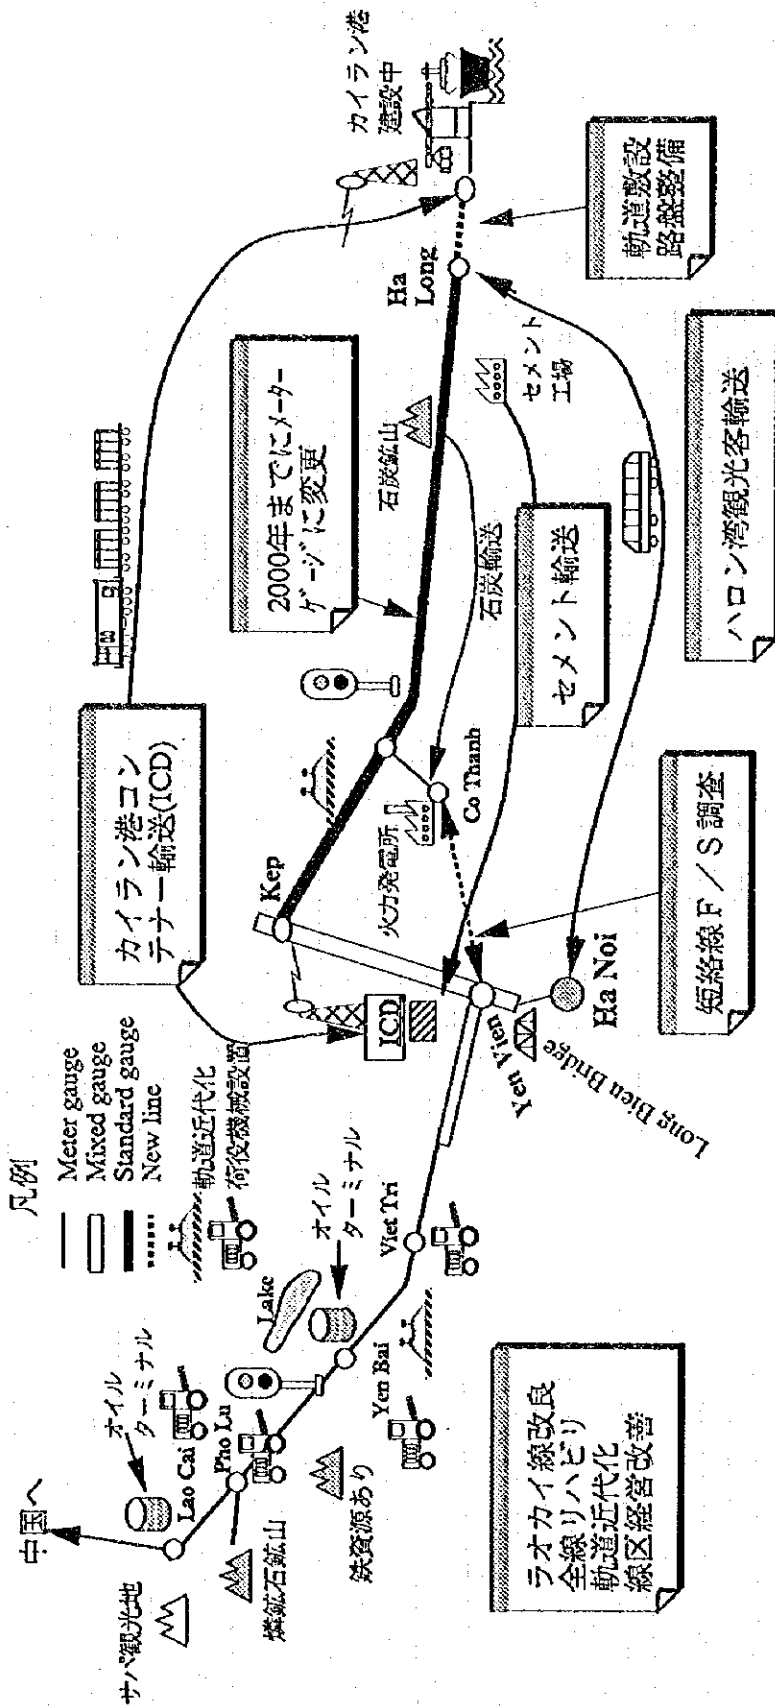 中国へ
サパ観光地
オイル
ターミナル
Lao Cai
Pho Lu
燐鉱石鉱山
鉄資源あり
Lake
オイル
ターミナル
Yen Bai
Viet Tri
ラオカイ線改良
全線リハビリ
軌道近代化
線区経営改善
凡例
Meter gauge
Mixed gauge
Standard gauge
New line
軌道近代化
荷役機械設置
カイラン港コン
テナー輸送(ICD)
ICD
Kep
Yen Vien
Long Bien Bridge
Ha Noi
火力発電所
Co Thanh
短絡線F/S調査
2000年までにメーター
ゲージに変更
石炭鉱山
石炭輸送
セメント輸送
セメント
工場
ハロン湾観光客輸送
Ha
Long
カイラン港
建設中
軌道敷設
路盤整備